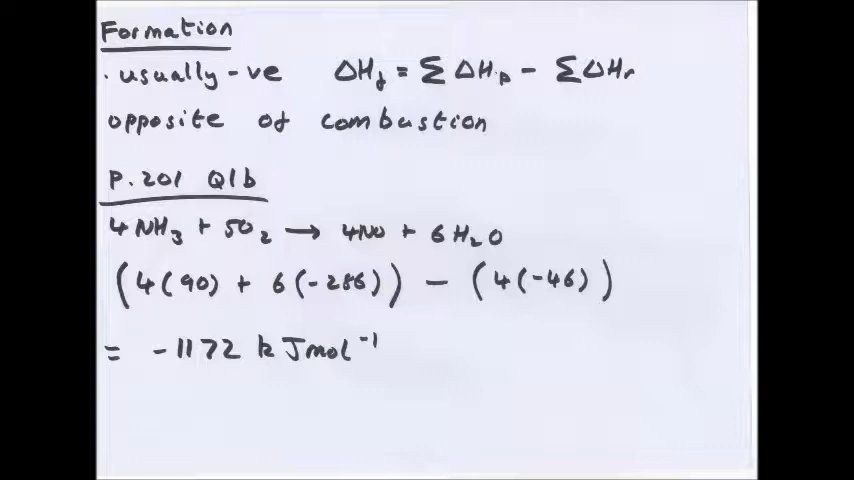 Formation
· usually -ve ΔHf = Σ ΔHp - Σ ΔHr
opposite of combustion
P. 201 Q1b
4NH₃ + 5O₂ → 4NO + 6H₂O
(4(90) + 6(-286)) - (4(-46))
= -1172 kJmol⁻¹